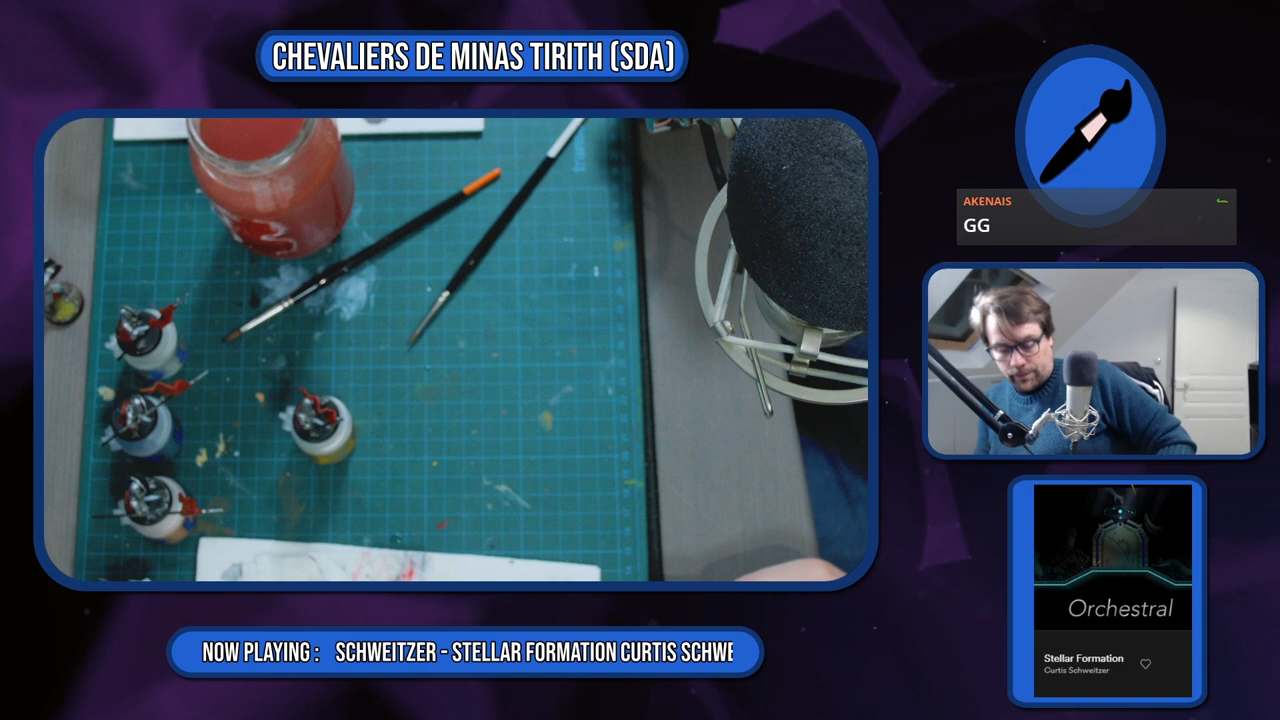 CHEVALIERS DE MINAS TIRITH (SDA)
AKENAIS
GG
Orchestral
Stellar Formation
Curtis Schweitzer
NOW PLAYING : SCHWEITZER - STELLAR FORMATION CURTIS SCHWE